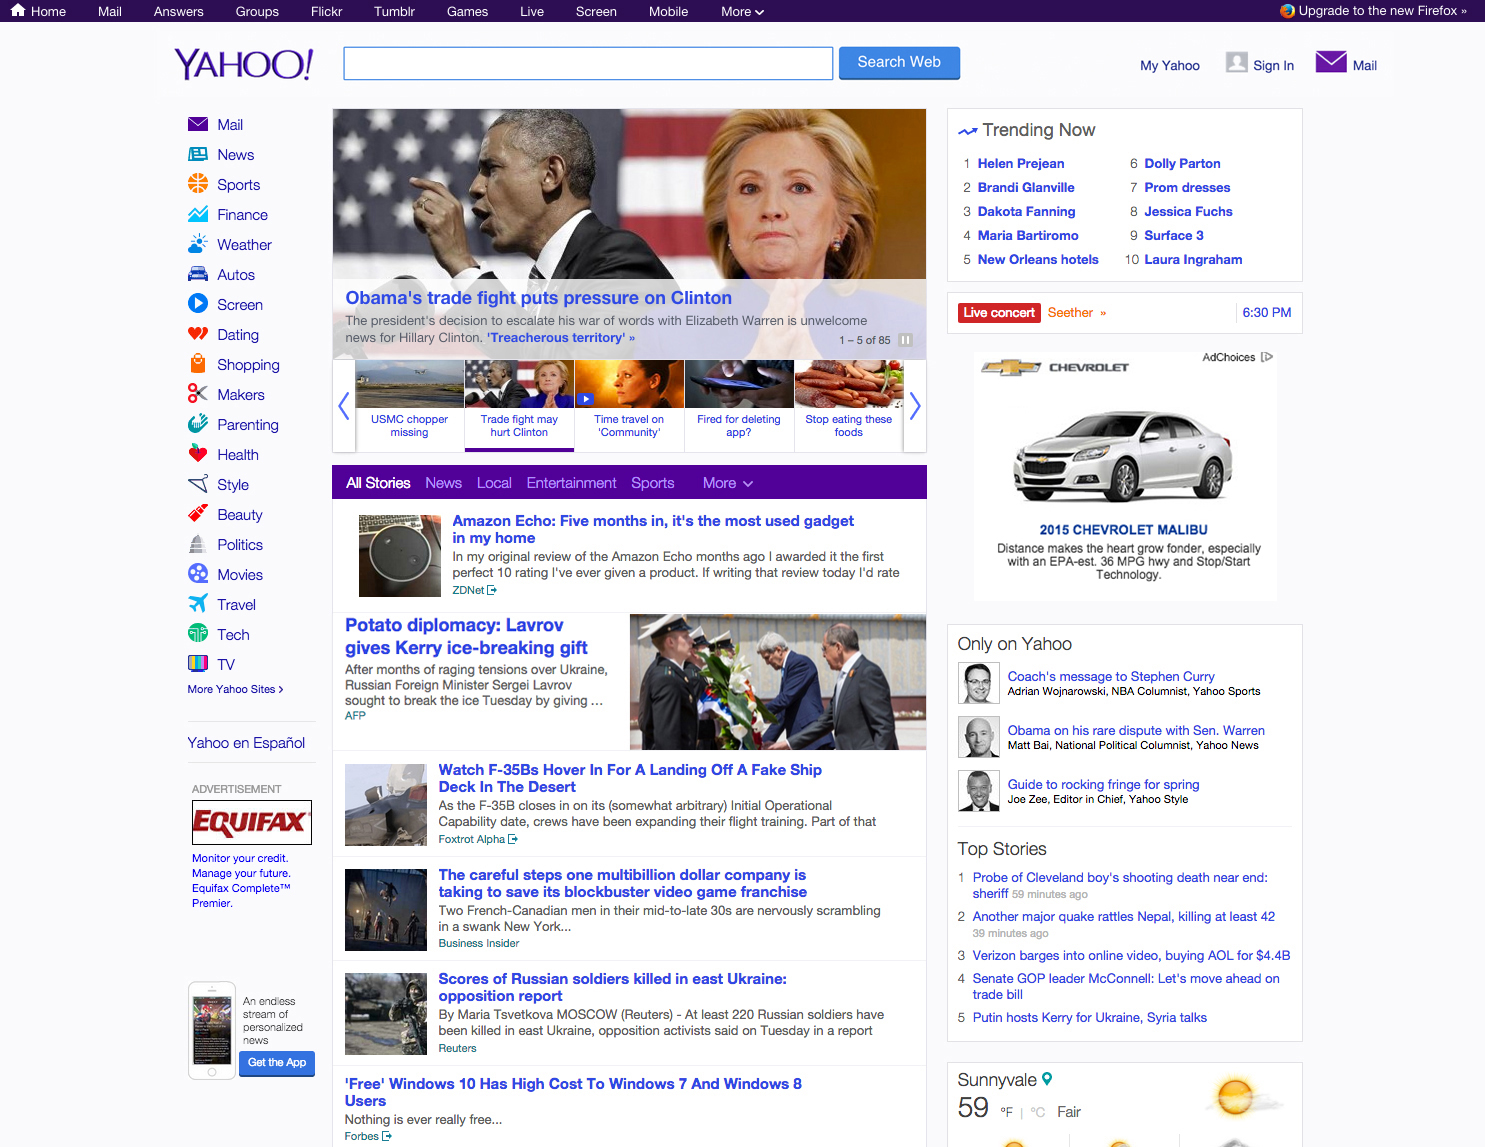 Home Mail Answers Groups Flickr Tumblr Games Live Screen Mobile More Upgrade to the new Firefox »
YAHOO!
Search Web
My Yahoo Sign In Mail
Mail
News
Sports
Finance
Weather
Autos
Screen
Dating
Shopping
Makers
Parenting
Health
Style
Beauty
Politics
Movies
Travel
Tech
TV
More Yahoo Sites ›
Yahoo en Español
ADVERTISEMENT
EQUIFAX
Monitor your credit.
Manage your future.
Equifax Complete™
Premier.
An endless
stream of
personalized
news
Get the App
Obama's trade fight puts pressure on Clinton
The president's decision to escalate his war of words with Elizabeth Warren is unwelcome
news for Hillary Clinton. 'Treacherous territory' »
1 – 5 of 85
USMC chopper
missing
Trade fight may
hurt Clinton
Time travel on
'Community'
Fired for deleting
app?
Stop eating these
foods
All Stories News Local Entertainment Sports More
Amazon Echo: Five months in, it's the most used gadget
in my home
In my original review of the Amazon Echo months ago I awarded it the first
perfect 10 rating I've ever given a product. If writing that review today I'd rate
ZDNet
Potato diplomacy: Lavrov
gives Kerry ice-breaking gift
After months of raging tensions over Ukraine,
Russian Foreign Minister Sergei Lavrov
sought to break the ice Tuesday by giving ...
AFP
Watch F-35Bs Hover In For A Landing Off A Fake Ship
Deck In The Desert
As the F-35B closes in on its (somewhat arbitrary) Initial Operational
Capability date, crews have been expanding their flight training. Part of that
Foxtrot Alpha
The careful steps one multibillion dollar company is
taking to save its blockbuster video game franchise
Two French-Canadian men in their mid-to-late 30s are nervously scrambling
in a swank New York...
Business Insider
Scores of Russian soldiers killed in east Ukraine:
opposition report
By Maria Tsvetkova MOSCOW (Reuters) - At least 220 Russian soldiers have
been killed in east Ukraine, opposition activists said on Tuesday in a report
Reuters
'Free' Windows 10 Has High Cost To Windows 7 And Windows 8
Users
Nothing is ever really free...
Forbes
Trending Now
1 Helen Prejean
2 Brandi Glanville
3 Dakota Fanning
4 Maria Bartiromo
5 New Orleans hotels
6 Dolly Parton
7 Prom dresses
8 Jessica Fuchs
9 Surface 3
10 Laura Ingraham
Live concert Seether » 6:30 PM
AdChoices
CHEVROLET
2015 CHEVROLET MALIBU
Distance makes the heart grow fonder, especially
with an EPA-est. 36 MPG hwy and Stop/Start
Technology.
Only on Yahoo
Coach's message to Stephen Curry
Adrian Wojnarowski, NBA Columnist, Yahoo Sports
Obama on his rare dispute with Sen. Warren
Matt Bai, National Political Columnist, Yahoo News
Guide to rocking fringe for spring
Joe Zee, Editor in Chief, Yahoo Style
Top Stories
1 Probe of Cleveland boy's shooting death near end:
sheriff 59 minutes ago
2 Another major quake rattles Nepal, killing at least 42
39 minutes ago
3 Verizon barges into online video, buying AOL for $4.4B
4 Senate GOP leader McConnell: Let's move ahead on
trade bill
5 Putin hosts Kerry for Ukraine, Syria talks
Sunnyvale
59 °F | °C Fair